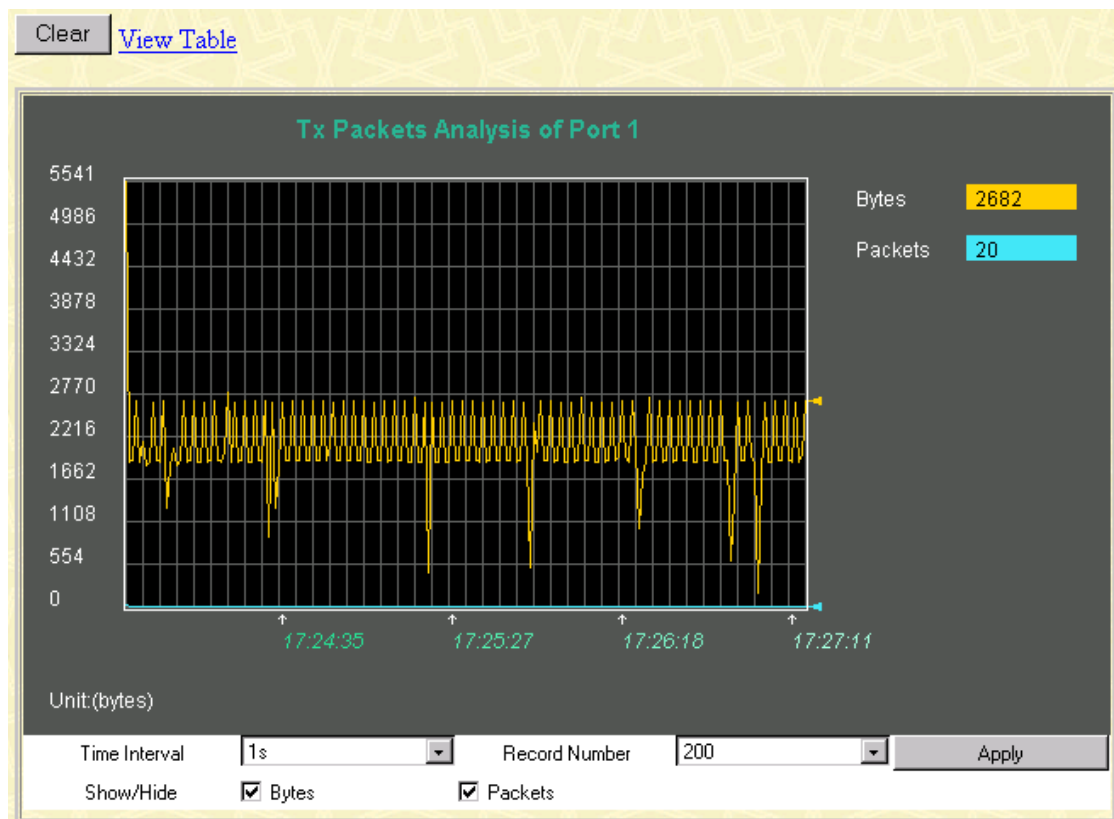 Clear View Table
Tx Packets Analysis of Port 1
5541
4986
4432
3878
3324
2770
2216
1662
1108
554
0
Bytes 2682
Packets 20
17:24:35 17:25:27 17:26:18 17:27:11
Unit:(bytes)
Time Interval 1s Record Number 200 Apply
Show/Hide Bytes Packets